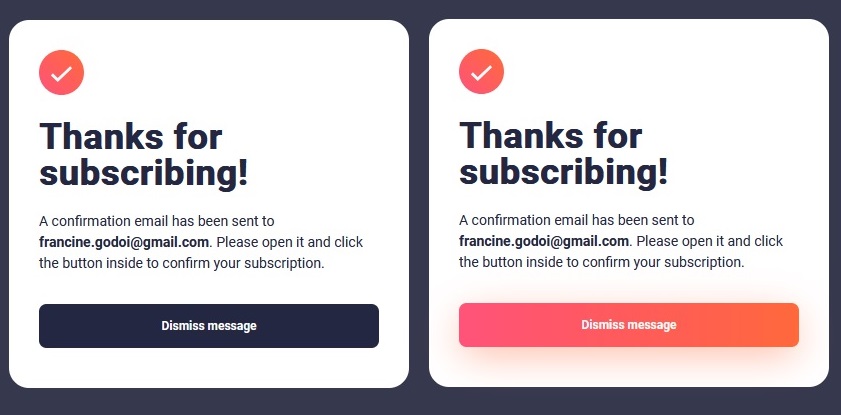 Thanks for
subscribing!
A confirmation email has been sent to
francine.godoi@gmail.com. Please open it and click
the button inside to confirm your subscription.
Dismiss message
Thanks for
subscribing!
A confirmation email has been sent to
francine.godoi@gmail.com. Please open it and click
the button inside to confirm your subscription.
Dismiss message